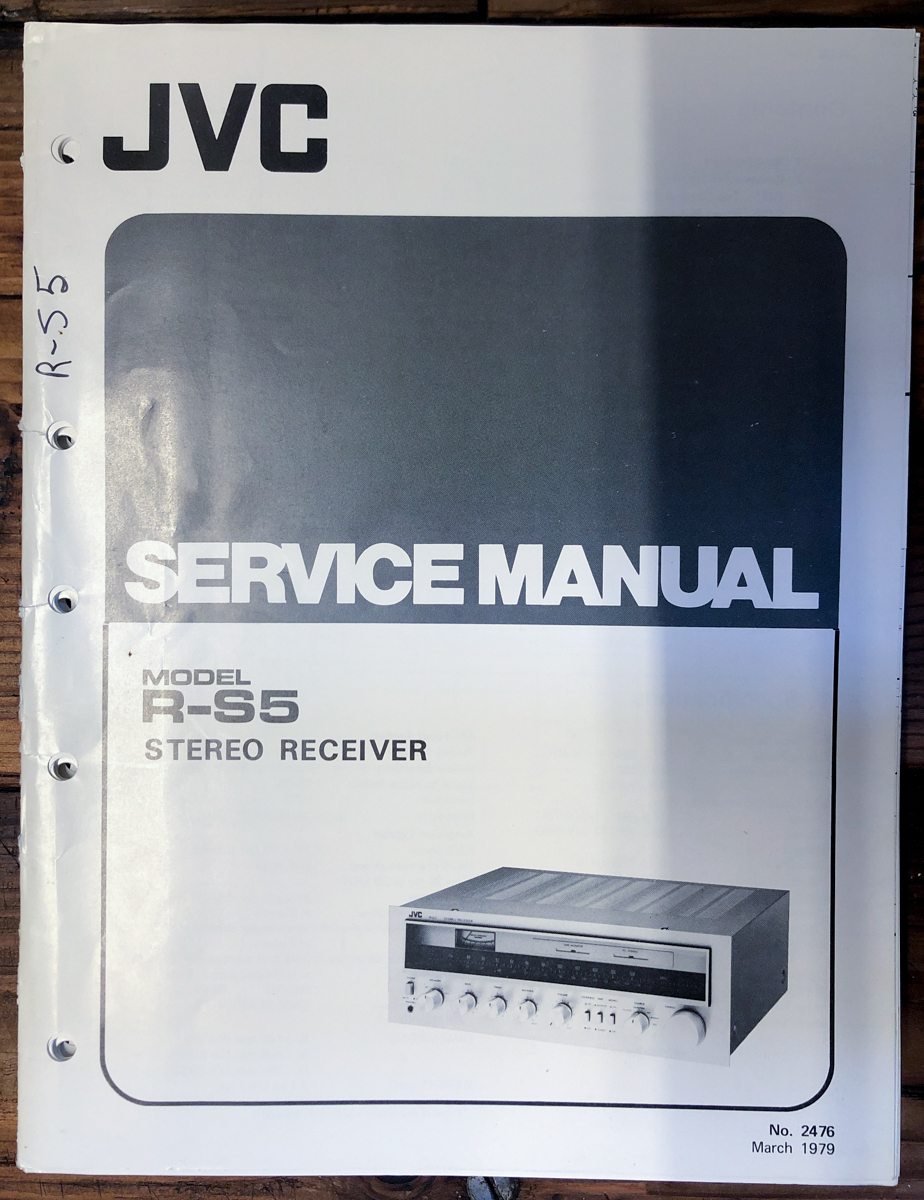 JVC
R-S5
SERVICE MANUAL
MODEL
R-S5
STEREO RECEIVER
JVC
No. 2476
March 1979